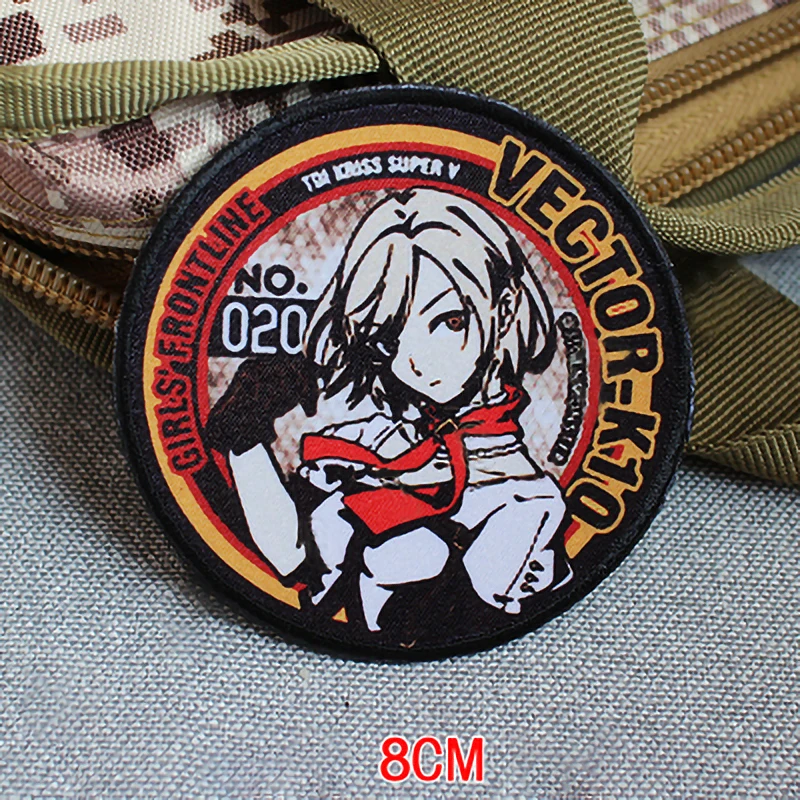 TDI KRISS SUPER V
VECTOR-K10
GIRLS' FRONTLINE
NO.
020
8CM